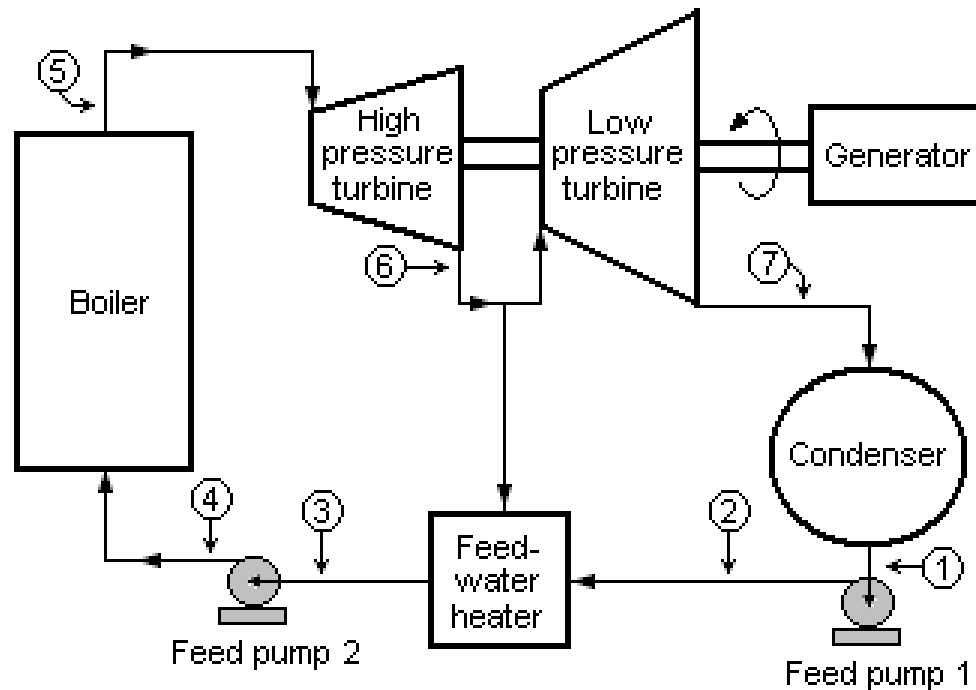 5
High
pressure
turbine
Low
pressure
turbine
Generator
6
7
Boiler
Condenser
4
3
2
1
Feed-
water
heater
Feed pump 2
Feed pump 1